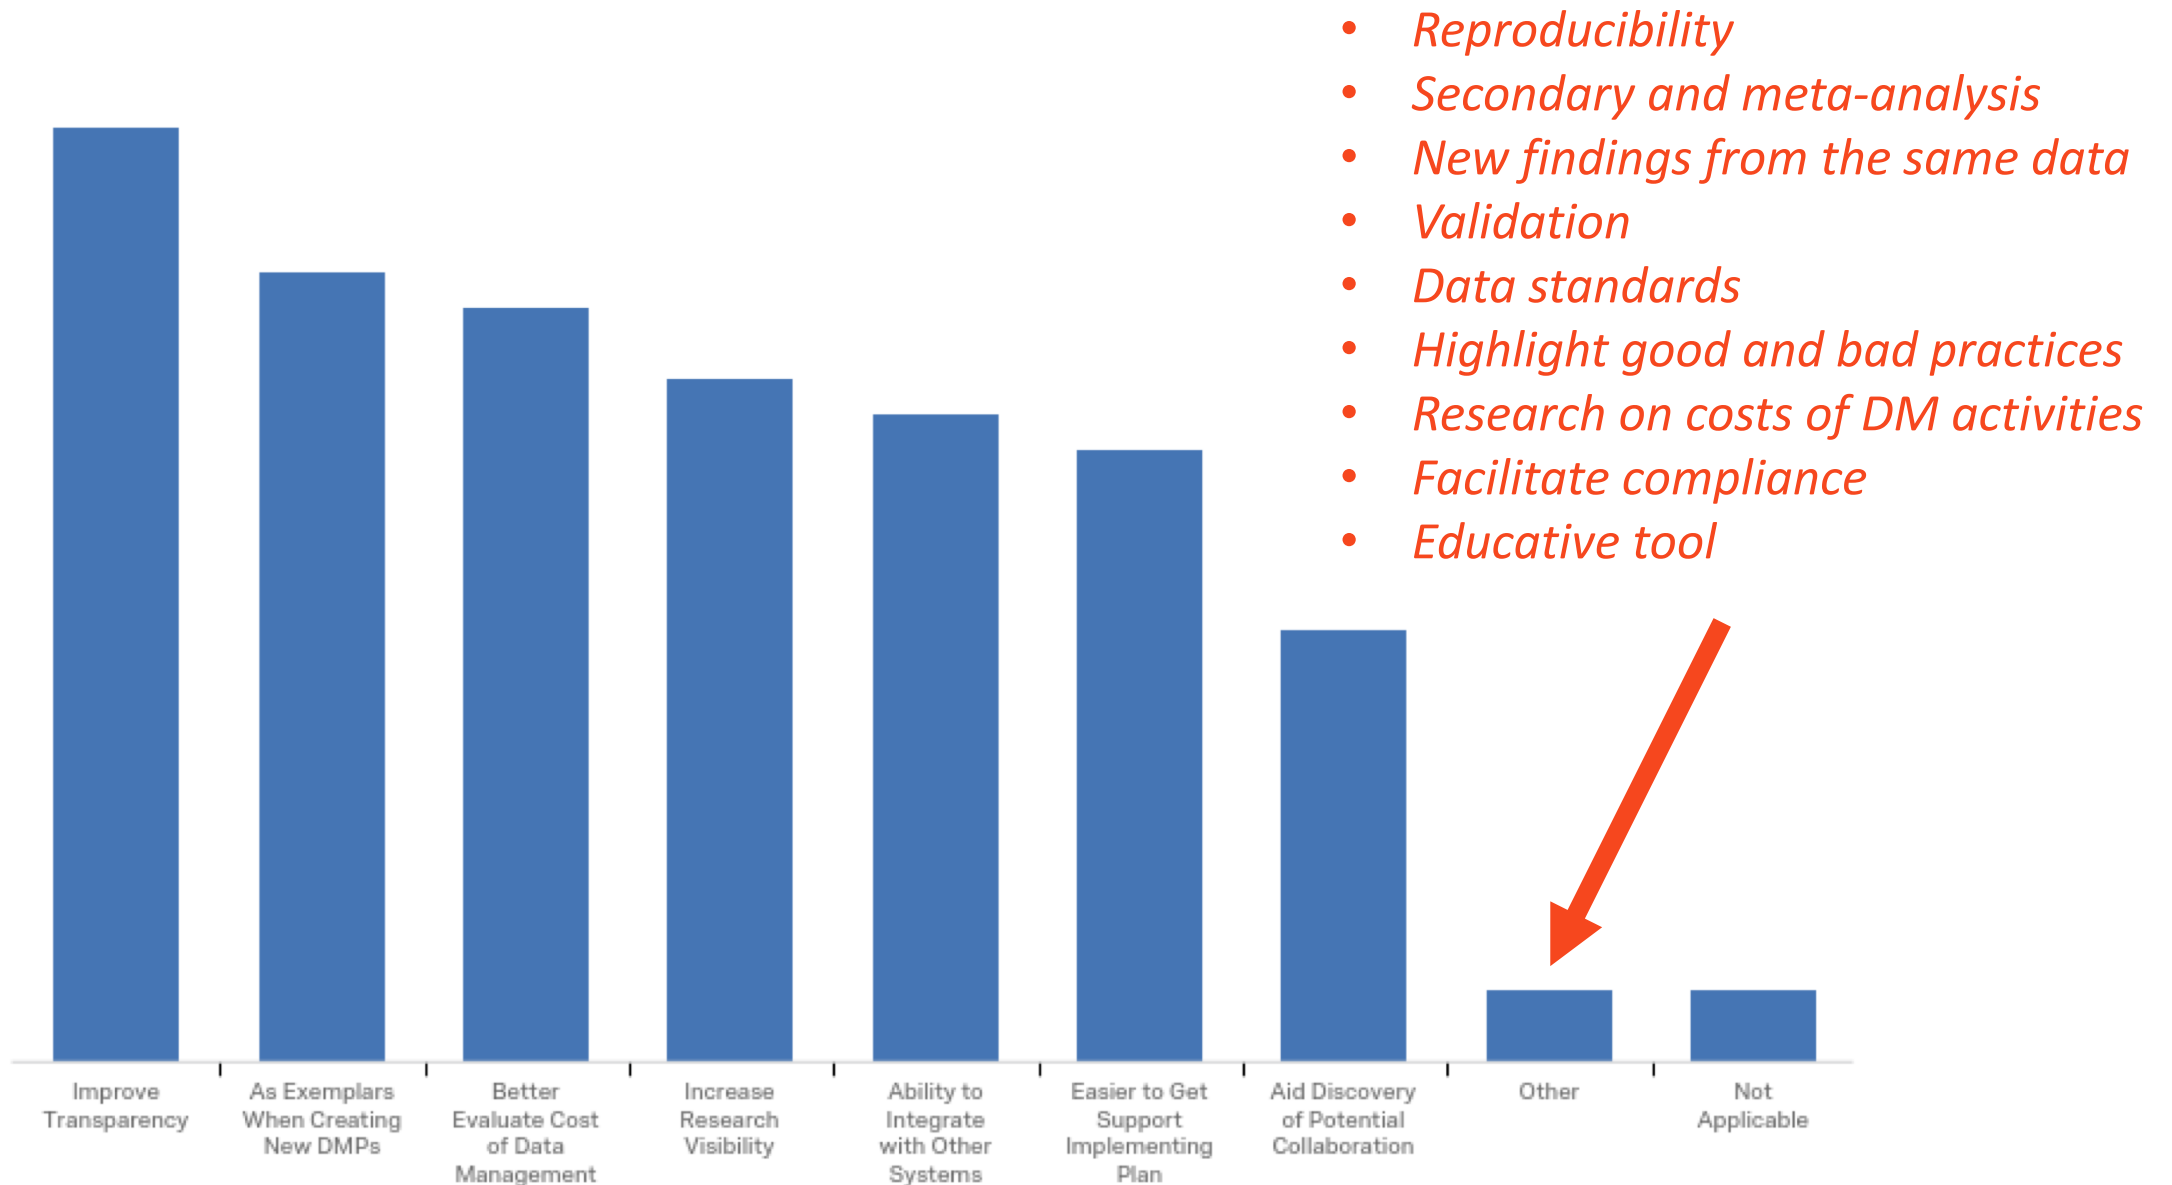 • Reproducibility
• Secondary and meta-analysis
• New findings from the same data
• Validation
• Data standards
• Highlight good and bad practices
• Research on costs of DM activities
• Facilitate compliance
• Educative tool
Improve
Transparency
As Exemplars
When Creating
New DMPs
Better
Evaluate Cost
of Data
Management
Increase
Research
Visibility
Ability to
Integrate
with Other
Systems
Easier to Get
Support
Implementing
Plan
Aid Discovery
of Potential
Collaboration
Other
Not
Applicable